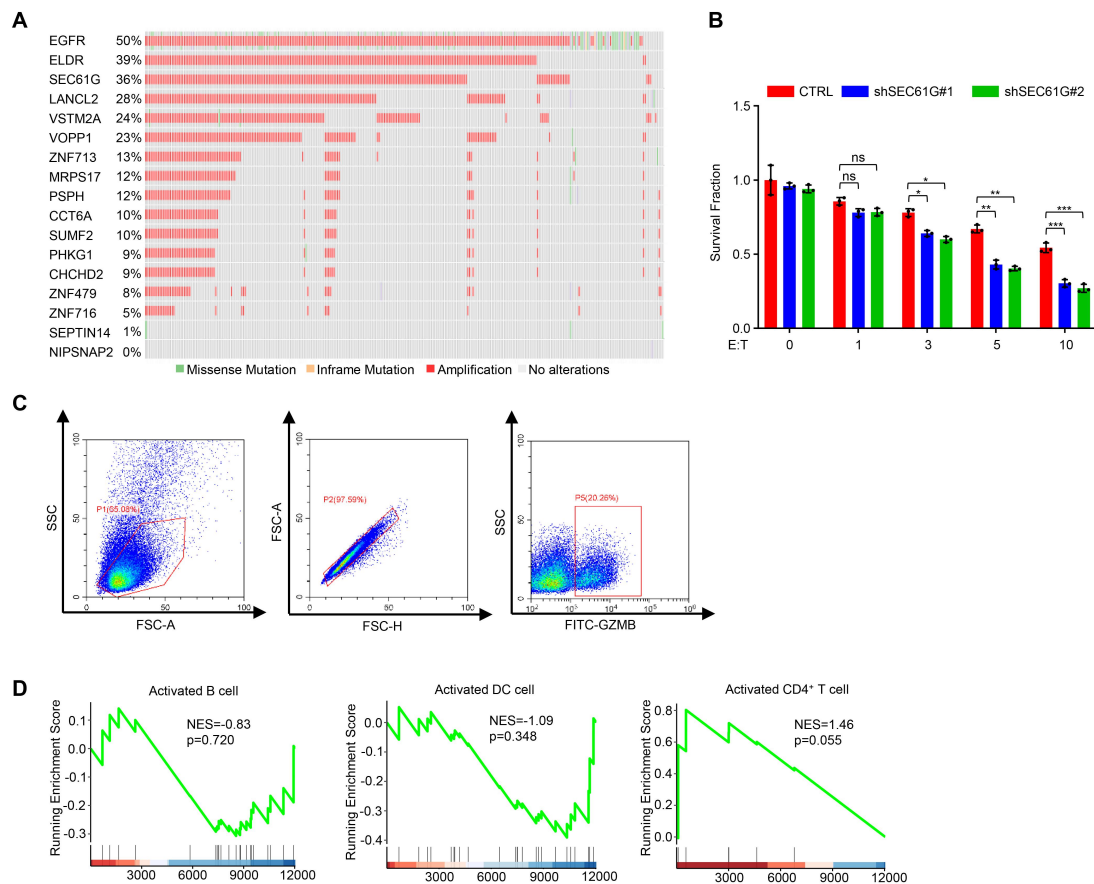 A
EGFR 50%
ELDR 39%
SEC61G 36%
LANCL2 28%
VSTM2A 24%
VOPP1 23%
ZNF713 13%
MRPS17 12%
PSPH 12%
CCT6A 10%
SUMF2 10%
PHKG1 9%
CHCHD2 9%
ZNF479 8%
ZNF716 5%
SEPTIN14 1%
NIPSNAP2 0%
Missense Mutation Inframe Mutation Amplification No alterations
B
CTRL shSEC61G#1 shSEC61G#2
Survival Fraction
1.5
1.0
0.5
0.0
ns
ns
*
*
**
**
***
***
E:T 0 1 3 5 10
C
SSC
100
50
0
P1(65.08%)
0 50 100
FSC-A
FSC-A
100
50
0
P2(97.59%)
0 50 100
FSC-H
SSC
100
50
0
P5(20.26%)
10² 10³ 10⁴ 10⁵ 10⁶
FITC-GZMB
D
Activated B cell
Running Enrichment Score
NES=-0.83
p=0.720
0.1
0.0
-0.1
-0.2
-0.3
3000 6000 9000 12000
Activated DC cell
Running Enrichment Score
NES=-1.09
p=0.348
0.0
-0.1
-0.2
-0.3
-0.4
3000 6000 9000 12000
Activated CD4⁺ T cell
Running Enrichment Score
NES=1.46
p=0.055
0.8
0.6
0.4
0.2
0.0
3000 6000 9000 12000